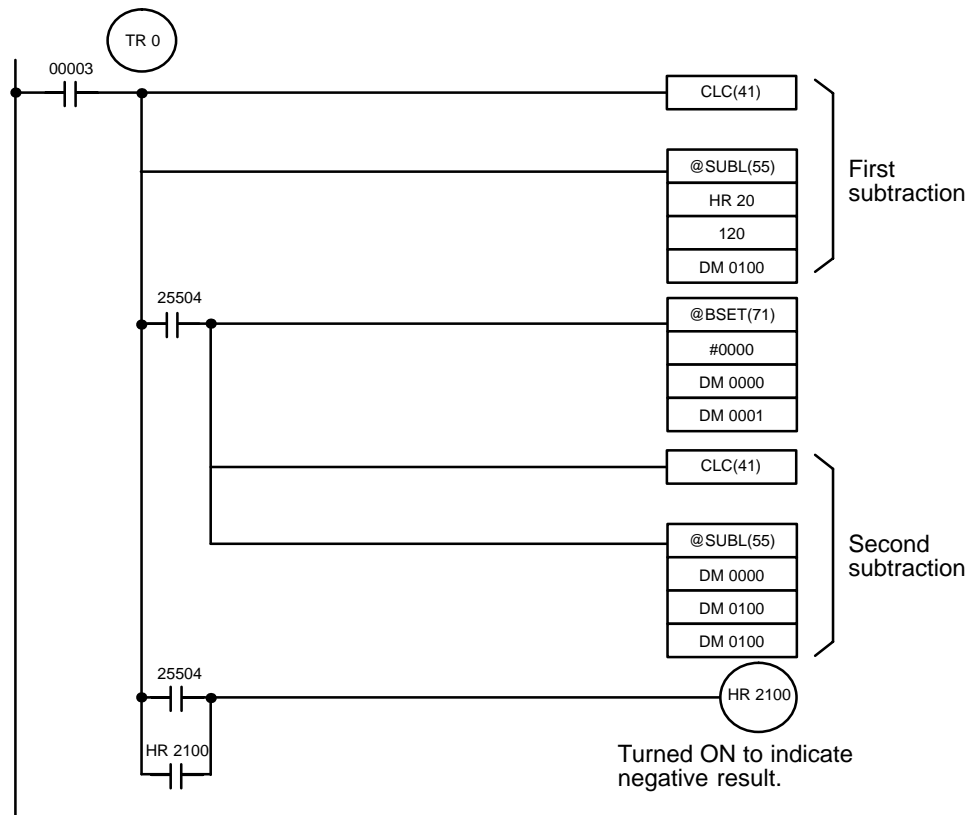 TR 0
00003
CLC(41)
@SUBL(55)
HR 20
120
DM 0100
First
subtraction
25504
@BSET(71)
#0000
DM 0000
DM 0001
CLC(41)
@SUBL(55)
DM 0000
DM 0100
DM 0100
Second
subtraction
25504
HR 2100
HR 2100
Turned ON to indicate
negative result.